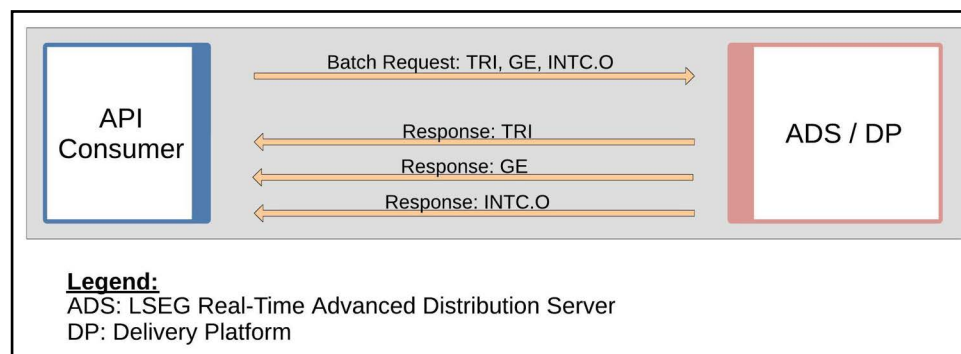 Batch Request: TRI, GE, INTC.O
API
Consumer
ADS / DP
Response: TRI
Response: GE
Response: INTC.O
Legend:
ADS: LSEG Real-Time Advanced Distribution Server
DP: Delivery Platform